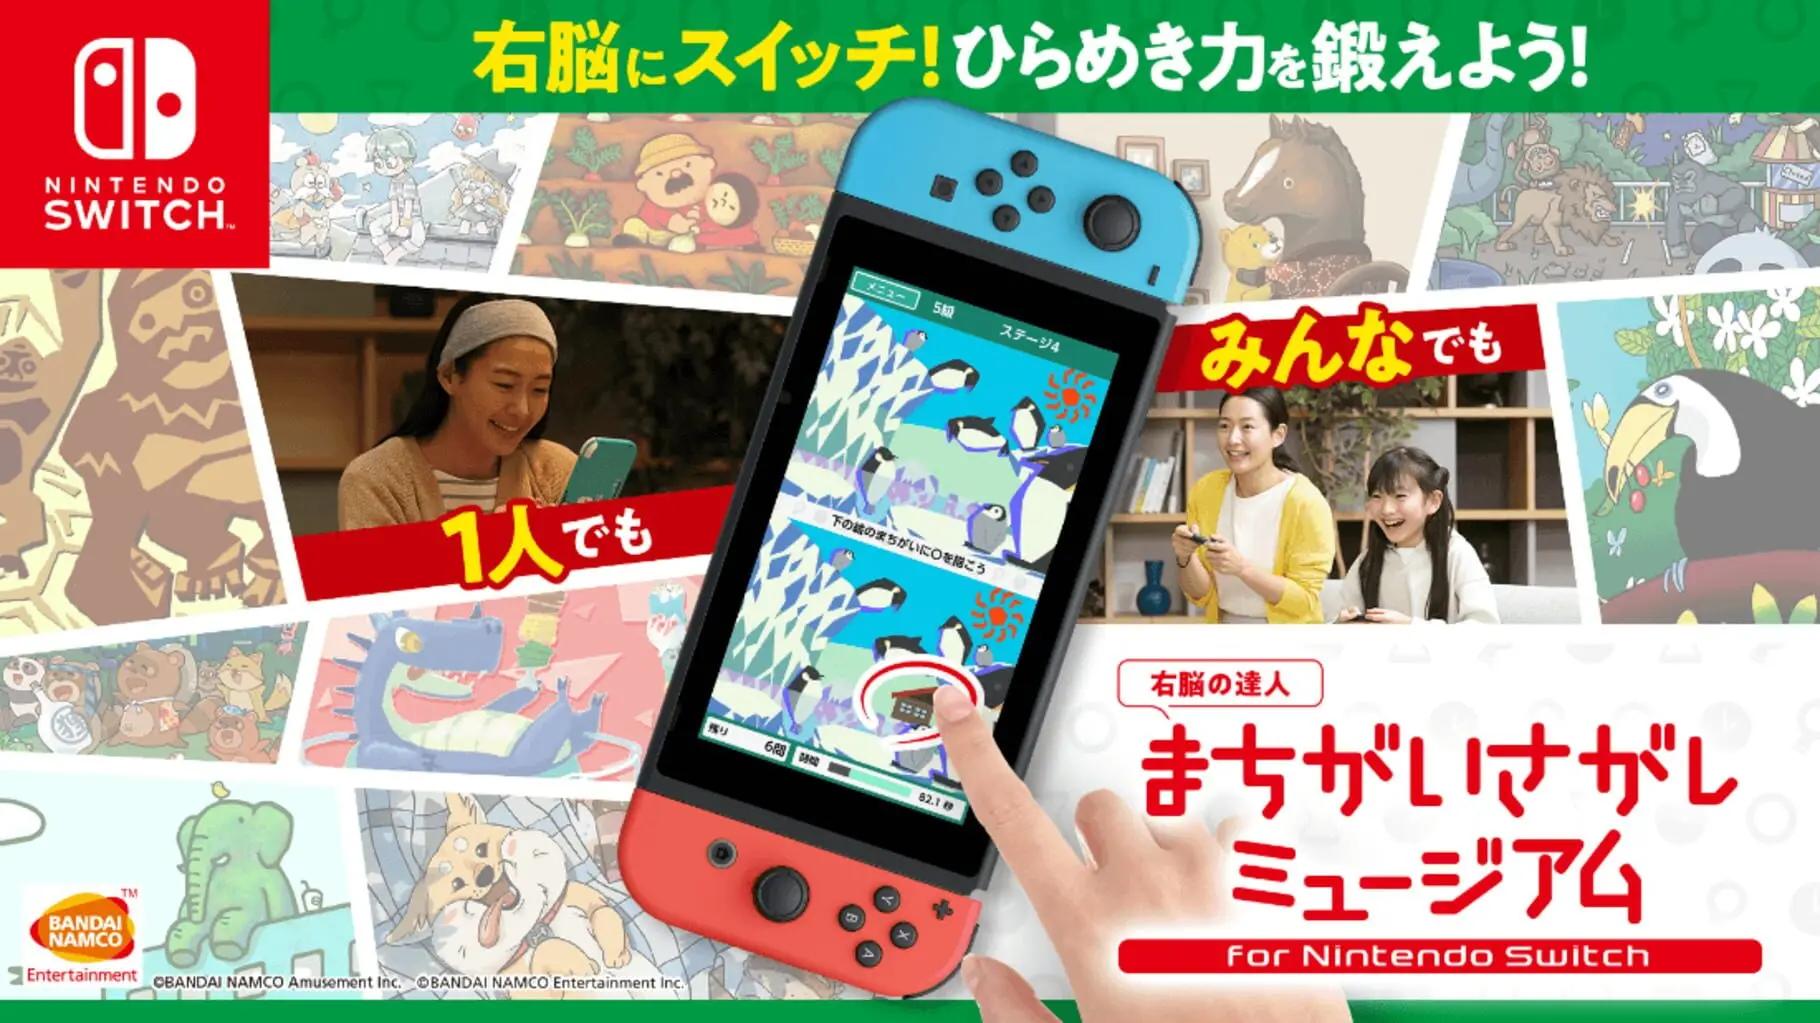 右脳にスイッチ!ひらめき力を鍛えよう!
NINTENDO
SWITCH™
メニュー 5級 ステージ4
みんなでも
1人でも
下の絵のまちがいに〇を描こう
残り 6問 時間 82.1 秒
Y
B X
A
右脳の達人
まちがいさがし
ミュージアム
for Nintendo Switch
BANDAI
NAMCO
™
Entertainment
©BANDAI NAMCO Amusement Inc. ©BANDAI NAMCO Entertainment Inc.